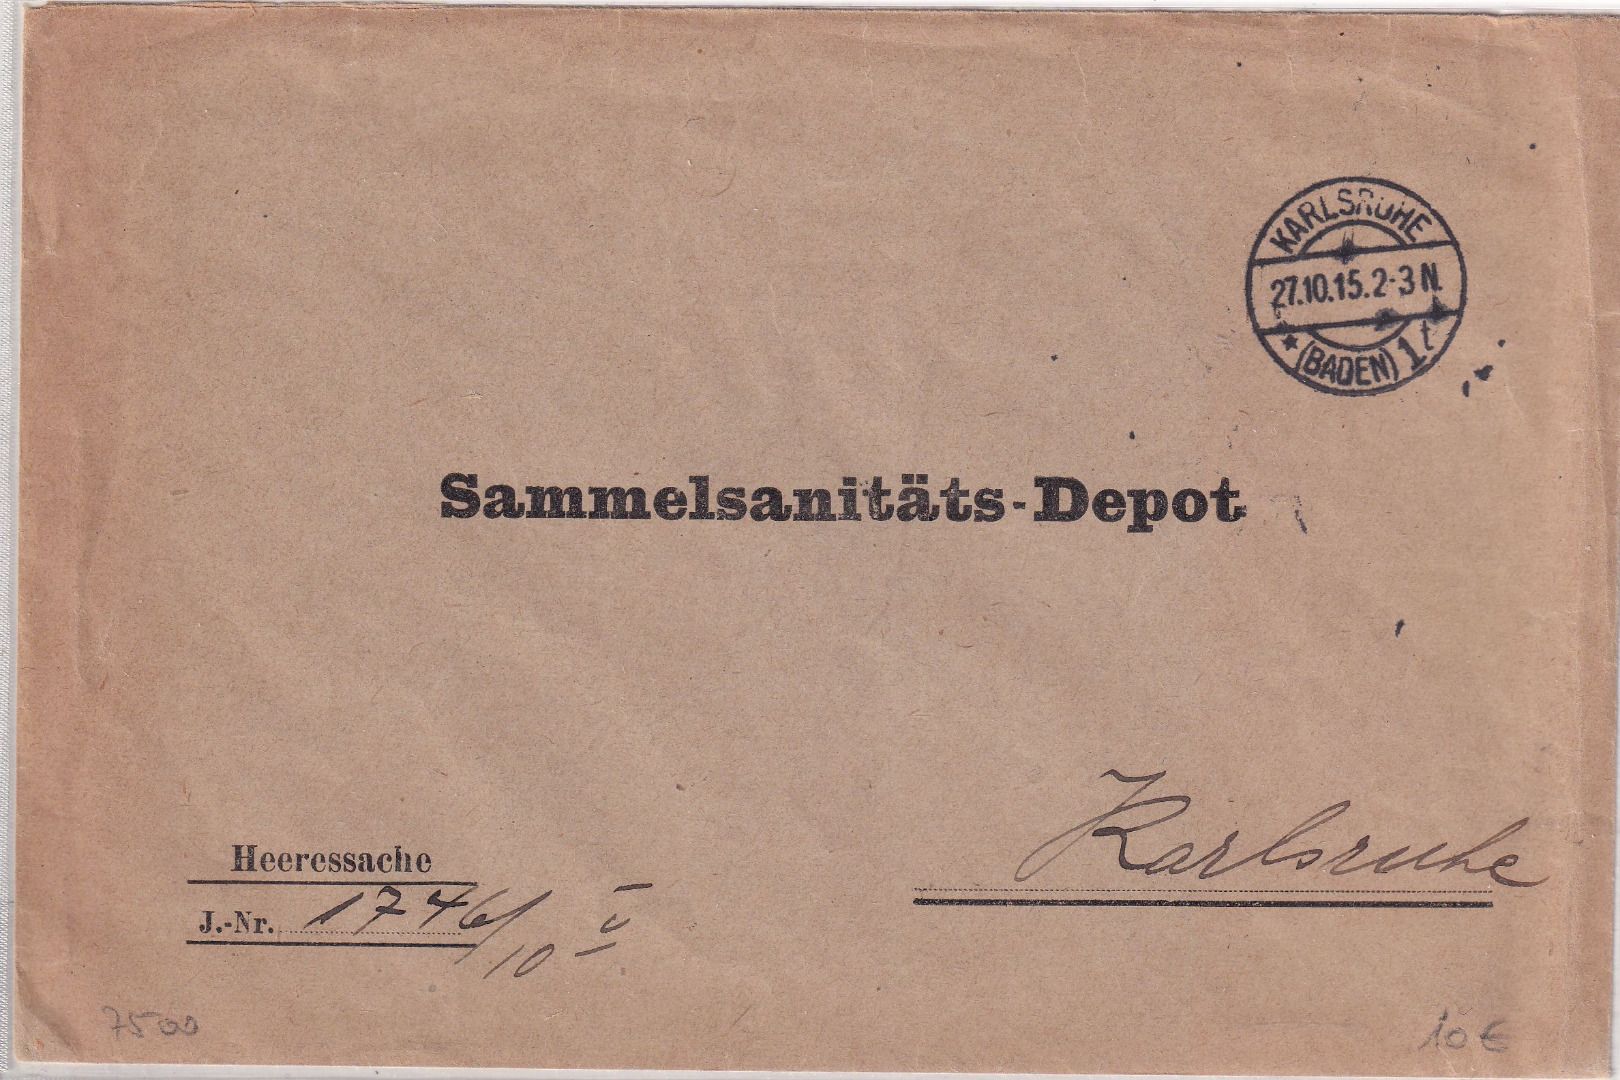 KARLSRUHE
27.10.15.2-3 N.
* (BADEN) 1 t
Sammelsanitäts-Depot
Karlsruhe
Heeressache
J.-Nr. 1746/10 V
7500
10 €